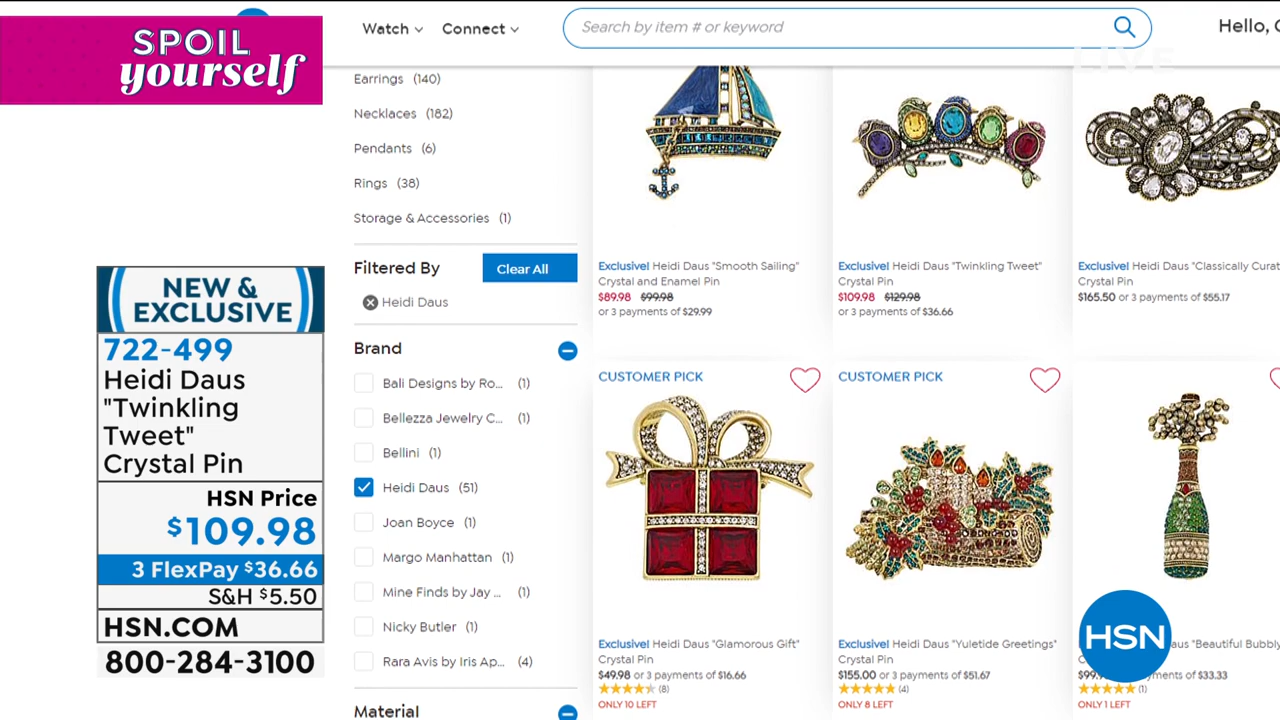 SPOIL
yourself
Watch
Connect
Search by item # or keyword
Hello,
LIVE
Earrings (140)
Necklaces (182)
Pendants (6)
Rings (38)
Storage & Accessories (1)
Filtered By
Clear All
Heidi Daus
Brand
Bali Designs by Ro... (1)
Bellezza Jewelry C... (1)
Bellini (1)
Heidi Daus (51)
Joan Boyce (1)
Margo Manhattan (1)
Mine Finds by Jay ... (1)
Nicky Butler (1)
Rara Avis by Iris Ap... (4)
Material
NEW &
EXCLUSIVE
722-499
Heidi Daus
"Twinkling
Tweet"
Crystal Pin
HSN Price
$109.98
3 FlexPay $36.66
S&H $5.50
HSN.COM
800-284-3100
Exclusive! Heidi Daus "Smooth Sailing"
Crystal and Enamel Pin
$89.98 $99.98
or 3 payments of $29.99
Exclusive! Heidi Daus "Twinkling Tweet"
Crystal Pin
$109.98 $129.98
or 3 payments of $36.66
Exclusive! Heidi Daus "Classically Curat
Crystal Pin
$165.50 or 3 payments of $55.17
CUSTOMER PICK
Exclusive! Heidi Daus "Glamorous Gift"
Crystal Pin
$49.98 or 3 payments of $16.66
(8)
ONLY 10 LEFT
CUSTOMER PICK
Exclusive! Heidi Daus "Yuletide Greetings"
Crystal Pin
$155.00 or 3 payments of $51.67
(4)
ONLY 8 LEFT
aus "Beautiful Bubbly
$99. ments of $33.33
(1)
ONLY 1 LEFT
HSN